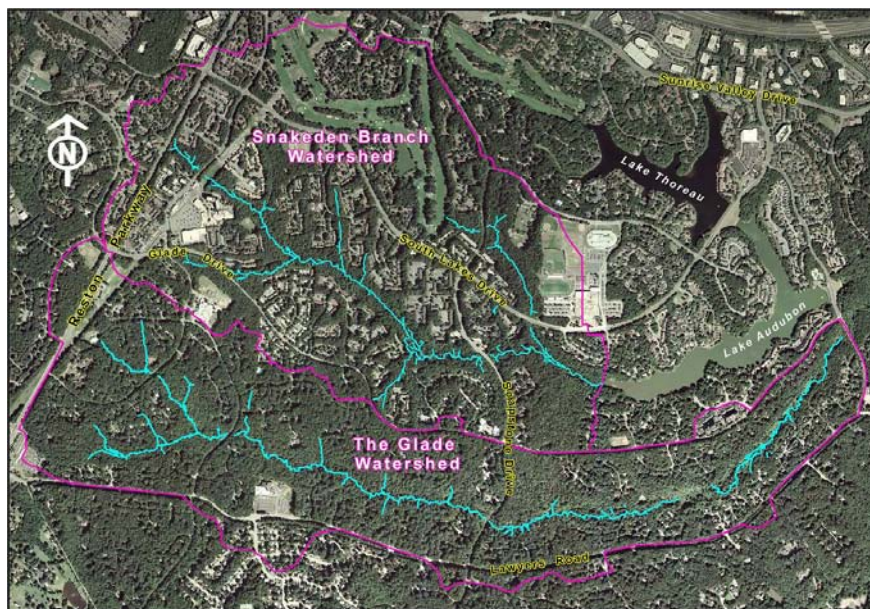 Sunrise Valley Drive
Snakeden Branch
Watershed
Lake Thoreau
N
Reston Parkway
Glade Drive
South Lakes Drive
Lake Audubon
Soapstone Drive
The Glade
Watershed
Lawyers Road